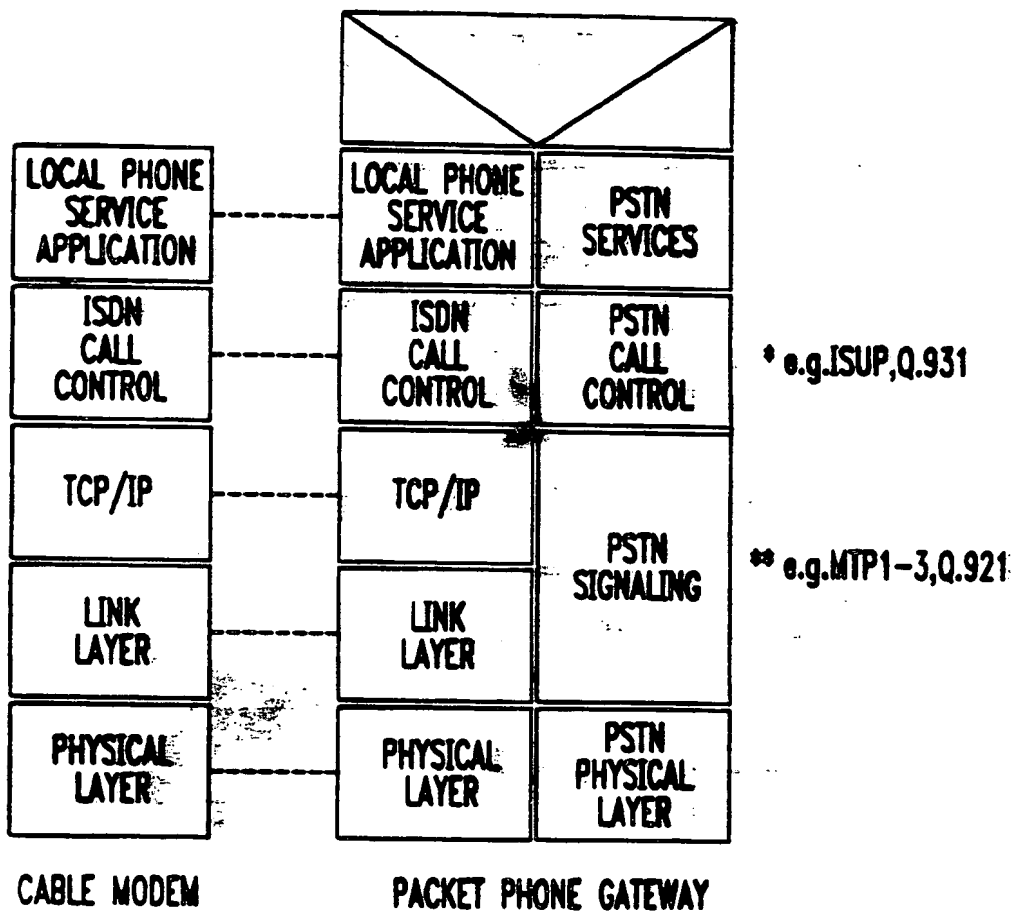 LOCAL PHONE
SERVICE
APPLICATION
LOCAL PHONE
SERVICE
APPLICATION
PSTN
SERVICES
ISDN
CALL
CONTROL
ISDN
CALL
CONTROL
PSTN
CALL
CONTROL
* e.g.ISUP,Q.931
TCP/IP
TCP/IP
PSTN
SIGNALING
** e.g.MTP1-3,Q.921
LINK
LAYER
LINK
LAYER
PHYSICAL
LAYER
PHYSICAL
LAYER
PSTN
PHYSICAL
LAYER
CABLE MODEM
PACKET PHONE GATEWAY